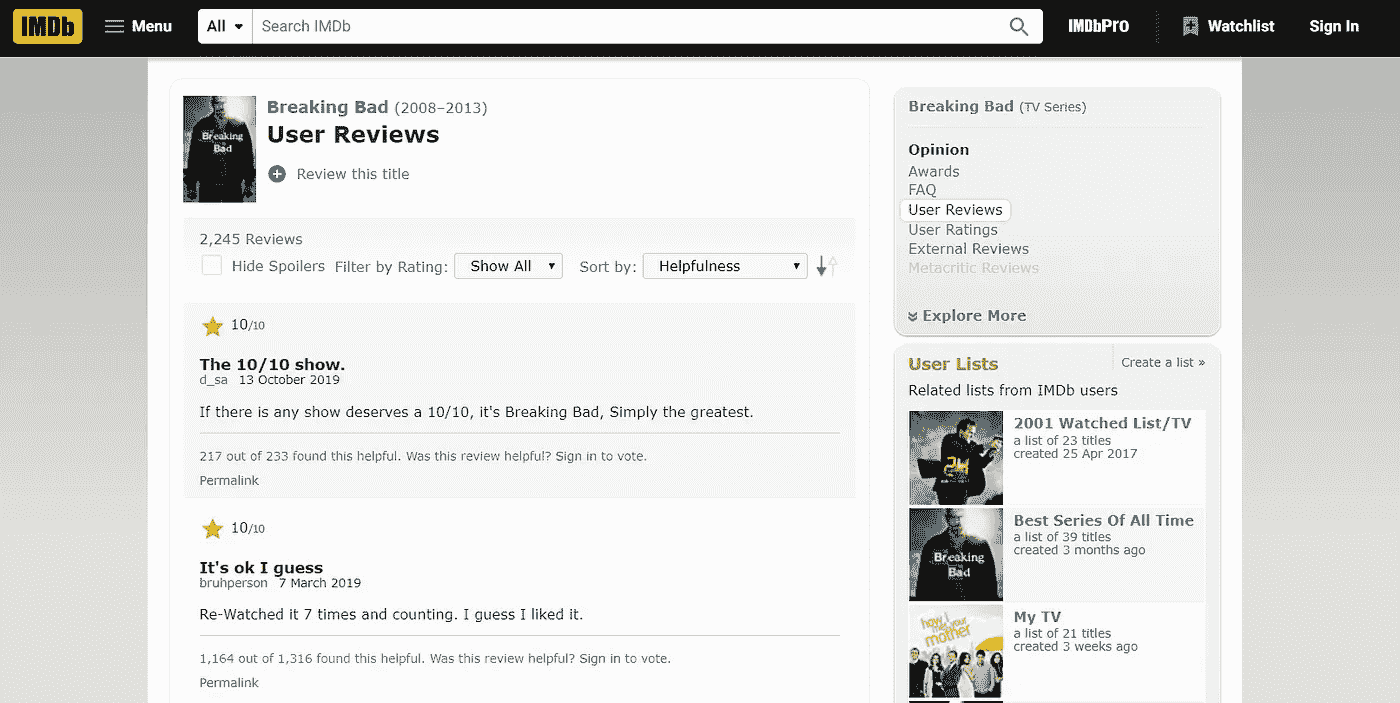 IMDb Menu All Search IMDb IMDbPro Watchlist Sign In
Breaking Bad (2008–2013)
User Reviews
Review this title
Breaking
Bad
2,245 Reviews
Hide Spoilers Filter by Rating: Show All Sort by: Helpfulness
10/10
The 10/10 show.
d_sa 13 October 2019
If there is any show deserves a 10/10, it's Breaking Bad, Simply the greatest.
217 out of 233 found this helpful. Was this review helpful? Sign in to vote.
Permalink
10/10
It's ok I guess
bruhperson 7 March 2019
Re-Watched it 7 times and counting. I guess I liked it.
1,164 out of 1,316 found this helpful. Was this review helpful? Sign in to vote.
Permalink
Breaking Bad (TV Series)
Opinion
Awards
FAQ
User Reviews
User Ratings
External Reviews
Metacritic Reviews
Explore More
User Lists Create a list »
Related lists from IMDb users
24
2001 Watched List/TV
a list of 23 titles
created 25 Apr 2017
Breaking
Bad
Best Series Of All Time
a list of 39 titles
created 3 months ago
how i met your
mother
My TV
a list of 21 titles
created 3 weeks ago